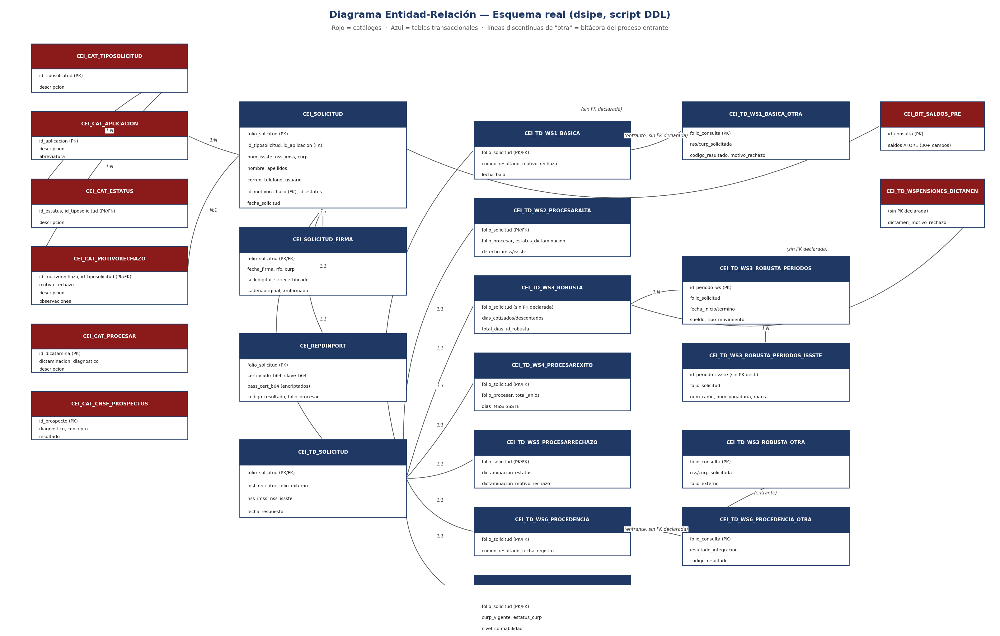 Diagrama Entidad-Relación — Esquema real (dsipe, script DDL)
Rojo = catálogos · Azul = tablas transaccionales · líneas discontinuas de "otra" = bitácora del proceso entrante
CEI_CAT_TIPOSOLICITUD
id_tiposolicitud (PK)
descripcion
CEI_CAT_APLICACION
1:N
id_aplicacion (PK)
descripcion
abreviatura
1:N
CEI_CAT_ESTATUS
id_estatus, id_tiposolicitud (PK/FK)
descripcion
CEI_CAT_MOTIVORECHAZO
id_motivorechazo, id_tiposolicitud (PK/FK)
motivo_rechazo
descripcion
observaciones
CEI_CAT_PROCESAR
id_dicatamina (PK)
dictaminacion, diagnostico
descripcion
CEI_CAT_CNSF_PROSPECTOS
id_prospecto (PK)
diagnostico, concepto
resultado
1:N
N:1
CEI_SOLICITUD
folio_solicitud (PK)
id_tiposolicitud, id_aplicacion (FK)
num_issste, nss_imss, curp
nombre, apellidos
correo, telefono, usuario
id_motivorechazo (FK), id_estatus
fecha_solicitud
1:1
CEI_SOLICITUD_FIRMA
folio_solicitud (PK/FK)
fecha_firma, rfc, curp
1:1
sellodigital, seriecertificado
cadenaoriginal, xmlfirmado
1:1
CEI_REPDINPORT
folio_solicitud (PK)
certificado_b64, clave_b64
pass_cert_b64 (encriptados)
codigo_resultado, folio_procesar
CEI_TD_SOLICITUD
folio_solicitud (PK/FK)
inst_receptor, folio_externo
nss_imss, nss_issste
fecha_respuesta
1:1
1:1
1:1
1:1
1:1
1:1
1:1
(sin FK declarada)
CEI_TD_WS1_BASICA
folio_solicitud (PK/FK)
codigo_resultado, motivo_rechazo
fecha_baja
CEI_TD_WS2_PROCESARALTA
folio_solicitud (PK/FK)
folio_procesar, estatus_dictaminacion
derecho_imss/issste
CEI_TD_WS3_ROBUSTA
folio_solicitud (sin PK declarada)
dias_cotizados/descontados
total_dias, id_robusta
CEI_TD_WS4_PROCESAREXITO
folio_solicitud (PK/FK)
folio_procesar, total_anios
dias IMSS/ISSSTE
CEI_TD_WS5_PROCESARRECHAZO
folio_solicitud (PK/FK)
dictaminacion_estatus
dictaminacion_motivo_rechazo
CEI_TD_WS6_PROCEDENCIA
folio_solicitud (PK/FK)
codigo_resultado, fecha_registro
folio_solicitud (PK/FK)
curp_vigente, estatus_curp
nivel_confiabilidad
(entrante, sin FK declarada)
1:N
(entrante, sin FK declarada)
CEI_TD_WS1_BASICA_OTRA
folio_consulta (PK)
nss/curp_solicitada
codigo_resultado, motivo_rechazo
(sin FK declarada)
CEI_TD_WS3_ROBUSTA_PERIODOS
id_periodo_ws (PK)
folio_solicitud
fecha_inicio/termino
sueldo, tipo_movimiento
1:N
CEI_TD_WS3_ROBUSTA_PERIODOS_ISSSTE
id_periodo_issste (sin PK decl.)
folio_solicitud
num_ramo, num_pagaduria, marca
CEI_TD_WS3_ROBUSTA_OTRA
folio_consulta (PK)
nss/curp_solicitada
folio_externo
(entrante)
CEI_TD_WS6_PROCEDENCIA_OTRA
folio_consulta (PK)
resultado_integracion
codigo_resultado
CEI_BIT_SALDOS_PRE
id_consulta (PK)
saldos AFORE (30+ campos)
CEI_TD_WSPENSIONES_DICTAMEN
(sin PK declarada)
dictamen, motivo_rechazo